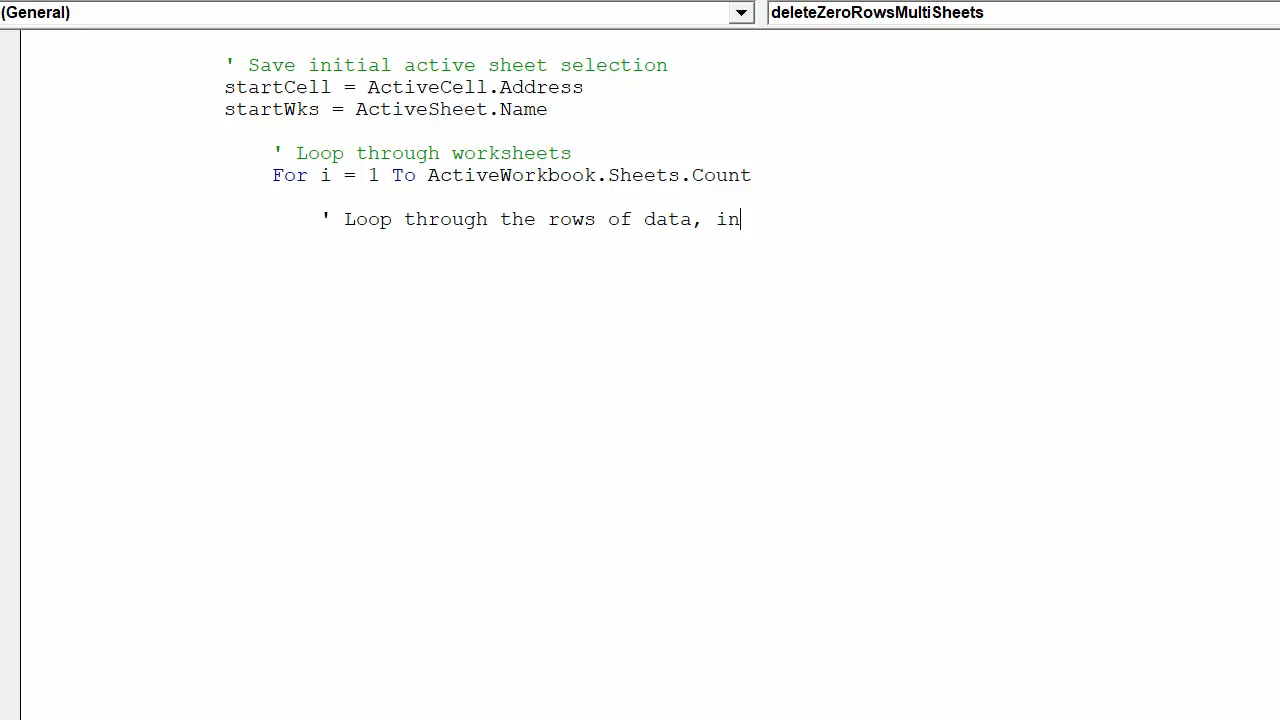 (General)
deleteZeroRowsMultiSheets
' Save initial active sheet selection
startCell = ActiveCell.Address
startWks = ActiveSheet.Name
' Loop through worksheets
For i = 1 To ActiveWorkbook.Sheets.Count
' Loop through the rows of data, in